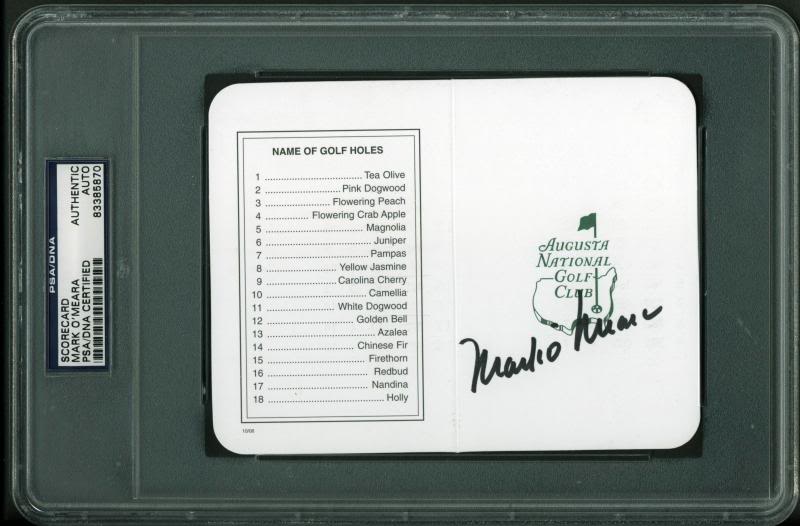 PSA/DNA
SCORECARD
MARK O'MEARA
PSA/DNA CERTIFIED
AUTHENTIC
AUTO
83385870
NAME OF GOLF HOLES
1 ........ Tea Olive
2 ........ Pink Dogwood
3 ........ Flowering Peach
4 ........ Flowering Crab Apple
5 ........ Magnolia
6 ........ Juniper
7 ........ Pampas
8 ........ Yellow Jasmine
9 ........ Carolina Cherry
10 ........ Camellia
11 ........ White Dogwood
12 ........ Golden Bell
13 ........ Azalea
14 ........ Chinese Fir
15 ........ Firethorn
16 ........ Redbud
17 ........ Nandina
18 ........ Holly
10/06
AUGUSTA
NATIONAL
GOLF
CLUB
Mark O'Meara